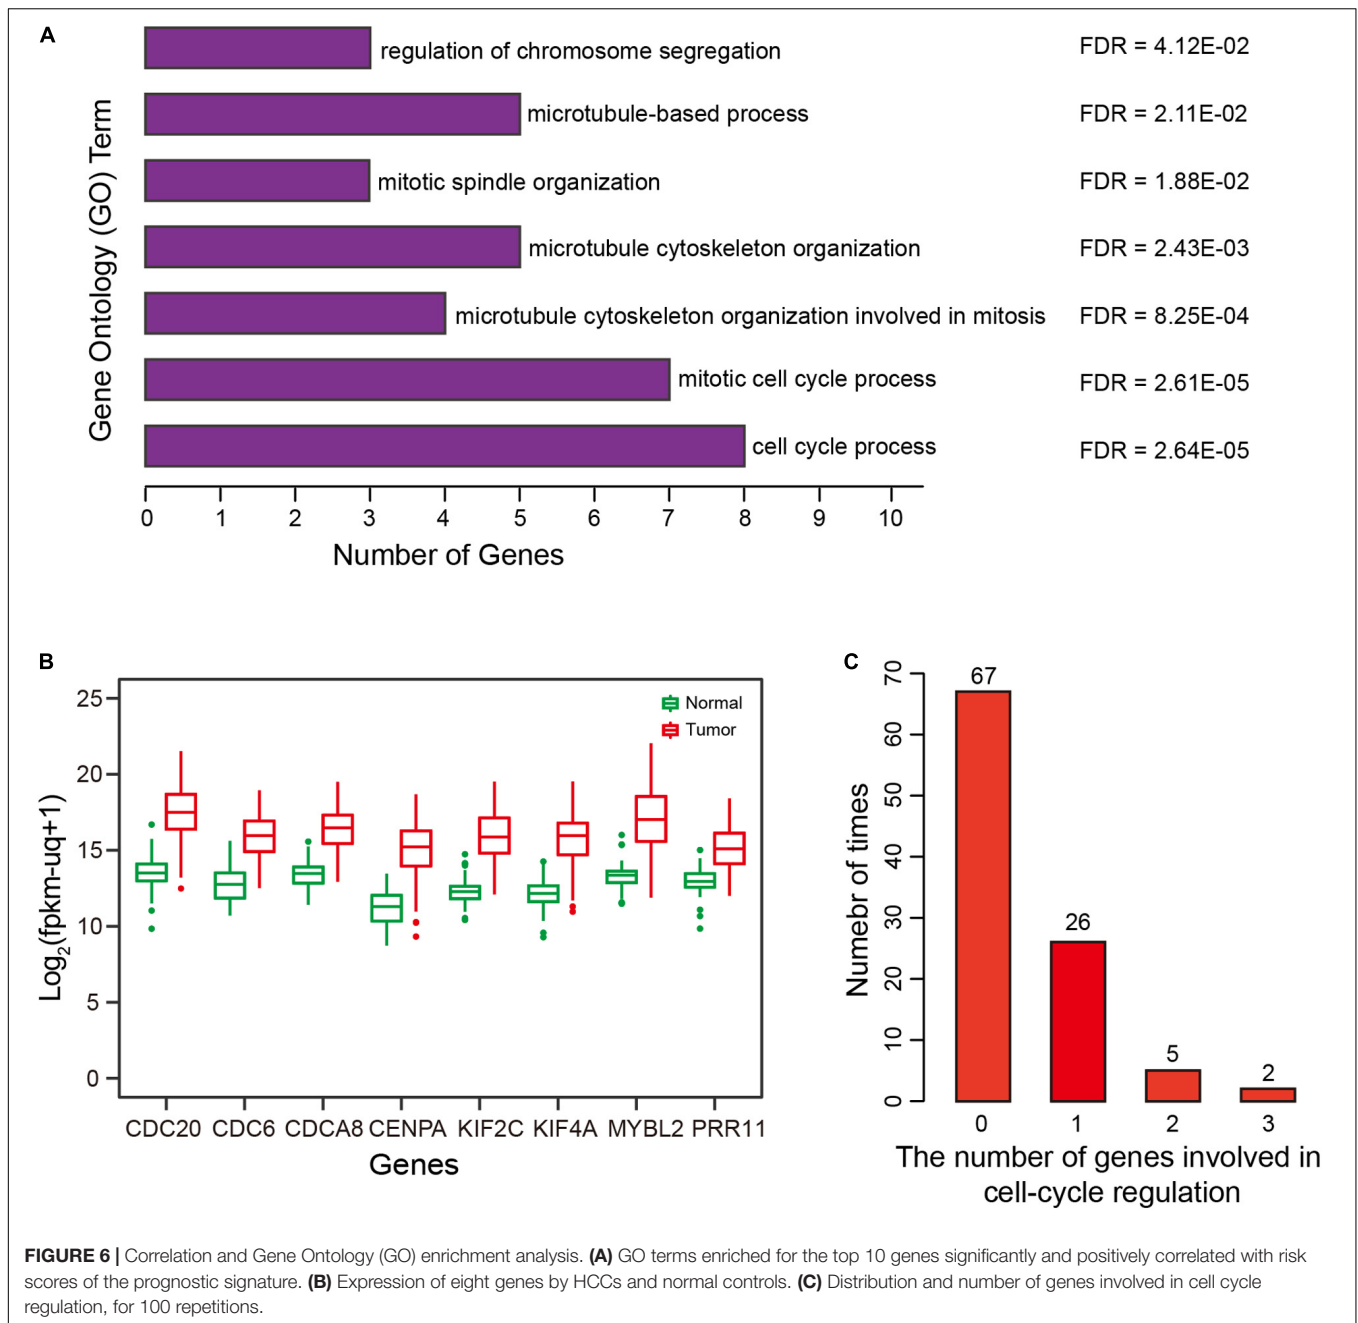 A
Gene Ontology (GO) Term
regulation of chromosome segregation FDR = 4.12E-02
microtubule-based process FDR = 2.11E-02
mitotic spindle organization FDR = 1.88E-02
microtubule cytoskeleton organization FDR = 2.43E-03
microtubule cytoskeleton organization involved in mitosis FDR = 8.25E-04
mitotic cell cycle process FDR = 2.61E-05
cell cycle process FDR = 2.64E-05
0 1 2 3 4 5 6 7 8 9 10
Number of Genes
B
Log2(fpkm-uq+1)
25
20
15
10
5
0
Normal
Tumor
CDC20 CDC6 CDCA8 CENPA KIF2C KIF4A MYBL2 PRR11
Genes
C
Numebr of times
70
60
50
40
30
20
10
0
67
26
5
2
0 1 2 3
The number of genes involved in
cell-cycle regulation
FIGURE 6 | Correlation and Gene Ontology (GO) enrichment analysis. (A) GO terms enriched for the top 10 genes significantly and positively correlated with risk
scores of the prognostic signature. (B) Expression of eight genes by HCCs and normal controls. (C) Distribution and number of genes involved in cell cycle
regulation, for 100 repetitions.